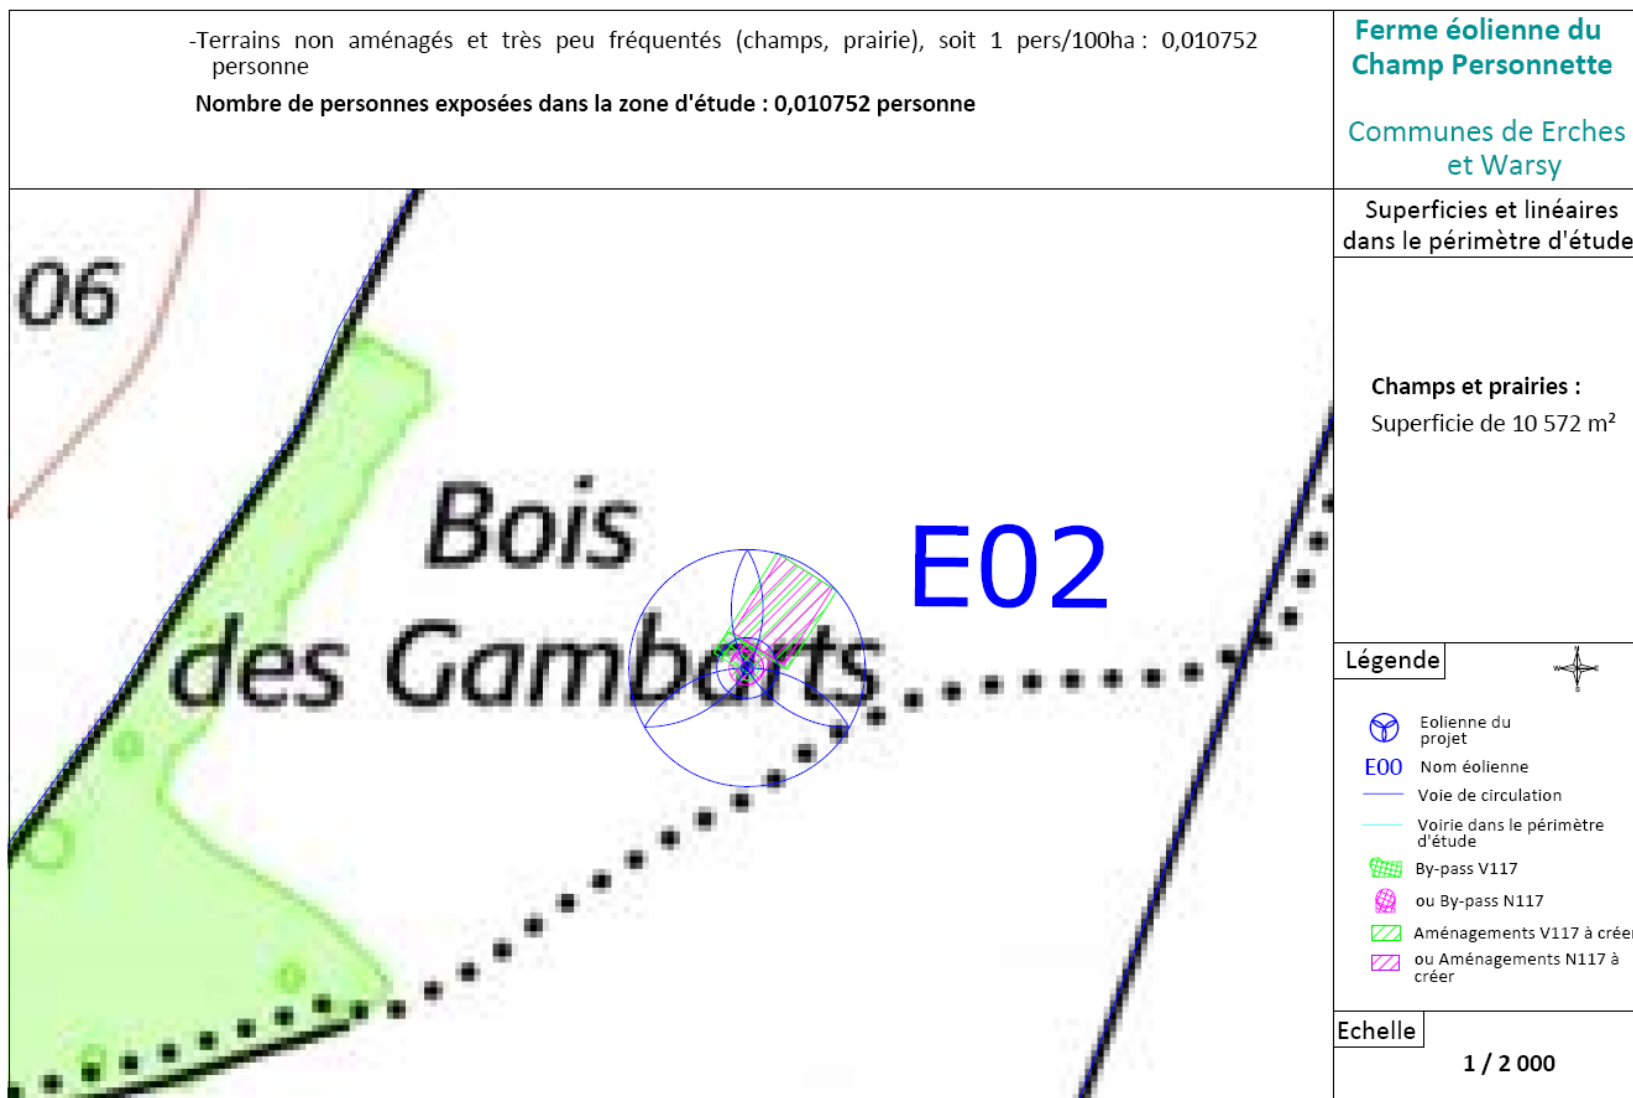 -Terrains non aménagés et très peu fréquentés (champs, prairie), soit 1 pers/100ha : 0,010752
personne
Nombre de personnes exposées dans la zone d'étude : 0,010752 personne
Ferme éolienne du
Champ Personnette
Communes de Erches
et Warsy
Superficies et linéaires
dans le périmètre d'étude
Champs et prairies :
Superficie de 10 572 m²
06
Bois
des Gambarts
E02
Légende
N
W
E
S
Eolienne du
projet
E00 Nom éolienne
Voie de circulation
Voirie dans le périmètre
d'étude
By-pass V117
ou By-pass N117
Aménagements V117 à créer
ou Aménagements N117 à
créer
Echelle
1 / 2 000